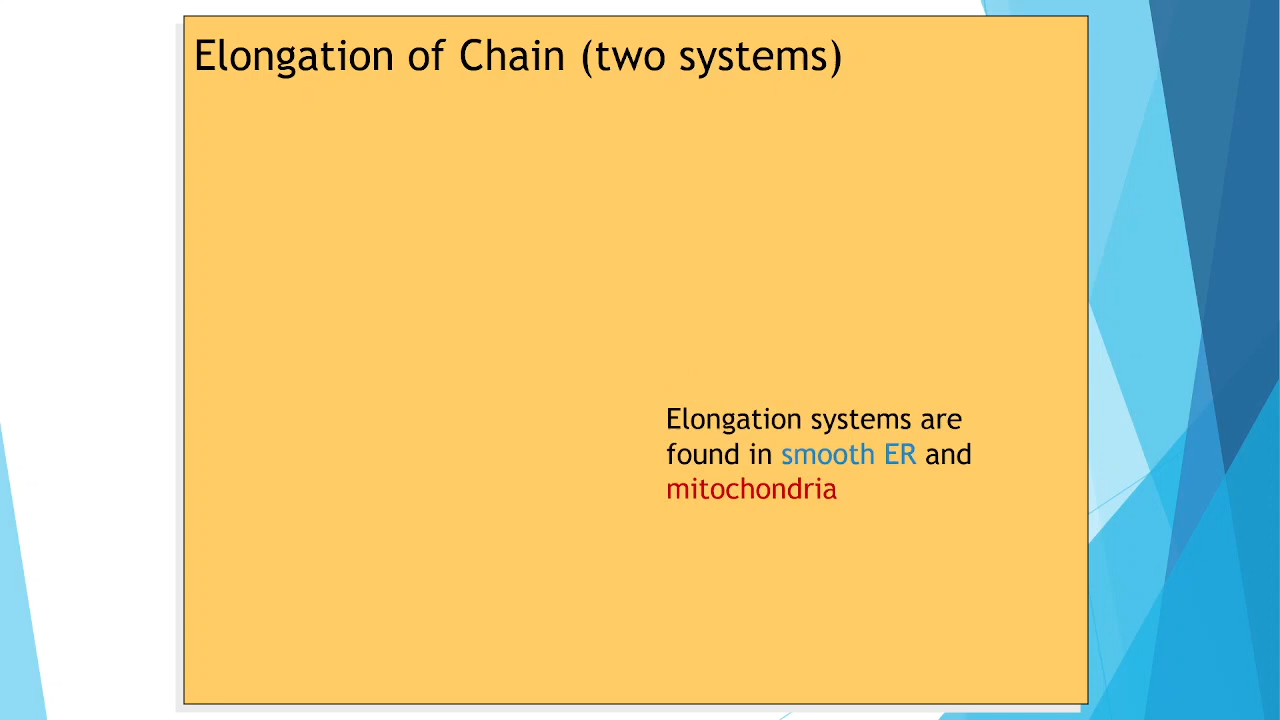 Elongation of Chain (two systems)
Elongation systems are
found in smooth ER and
mitochondria